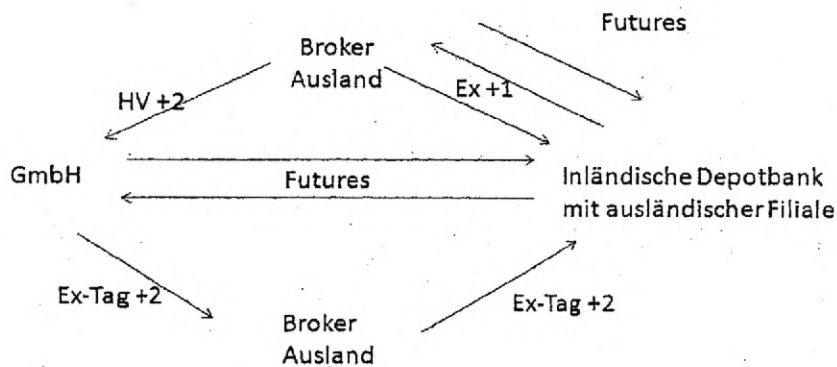 Futures
Broker
Ausland
HV +2
Ex +1
GmbH
Futures
Inländische Depotbank
mit ausländischer Filiale
Ex-Tag +2
Ex-Tag +2
Broker
Ausland